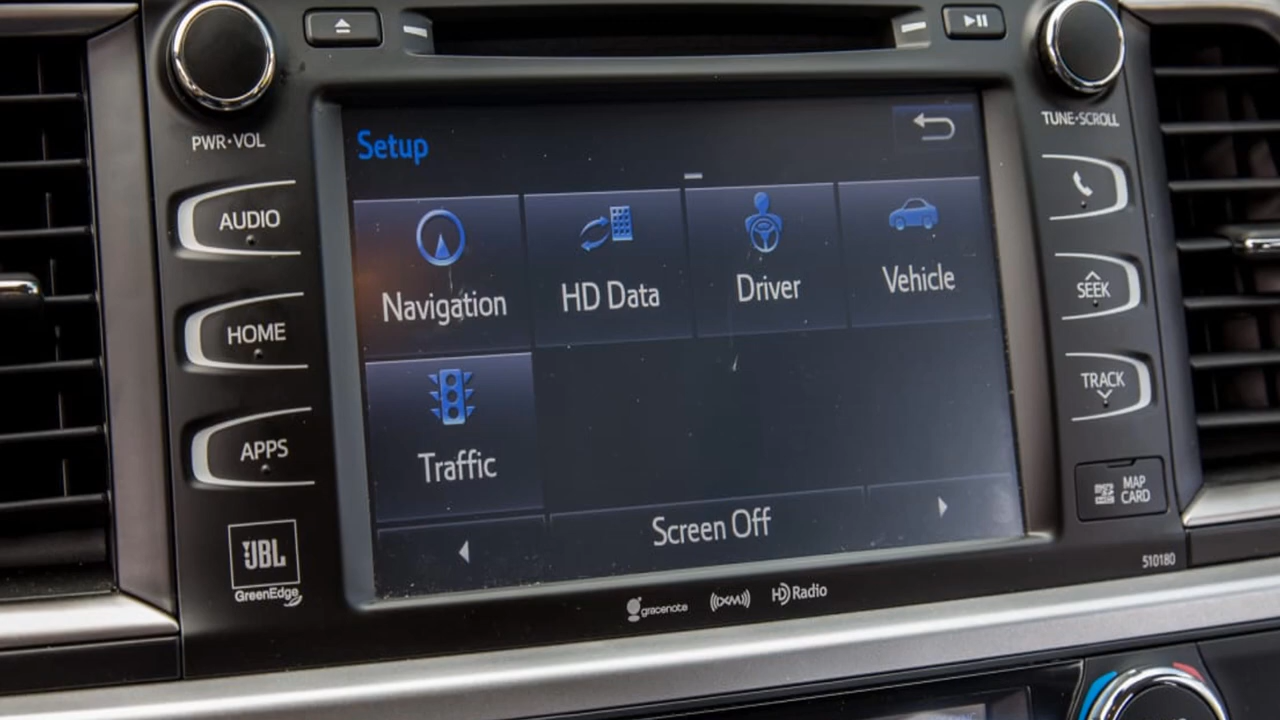 PWR·VOL
TUNE·SCROLL
Setup
AUDIO
HOME
APPS
Navigation
HD Data
Driver
Vehicle
Traffic
Screen Off
SEEK
TRACK
MAP
CARD
JBL
GreenEdge
gracenote
((XM))
HD Radio
510180